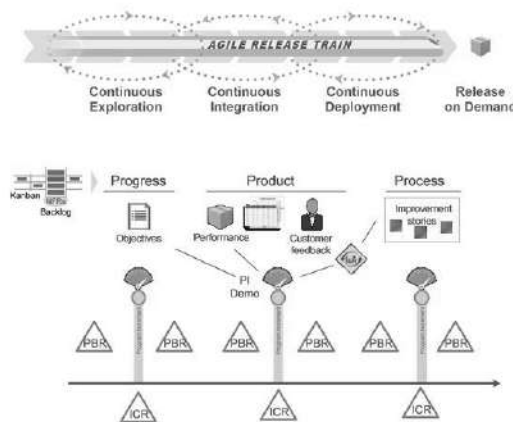 AGILE RELEASE TRAIN
Continuous
Exploration
Continuous
Integration
Continuous
Deployment
Release
on Demand
Kanban
Backlog
Progress
Product
Process
Objectives
Performance
Customer
feedback
Improvement
stories
PI
Demo
PBR
PBR
PBR
PBR
PBR
PBR
ICR
ICR
ICR